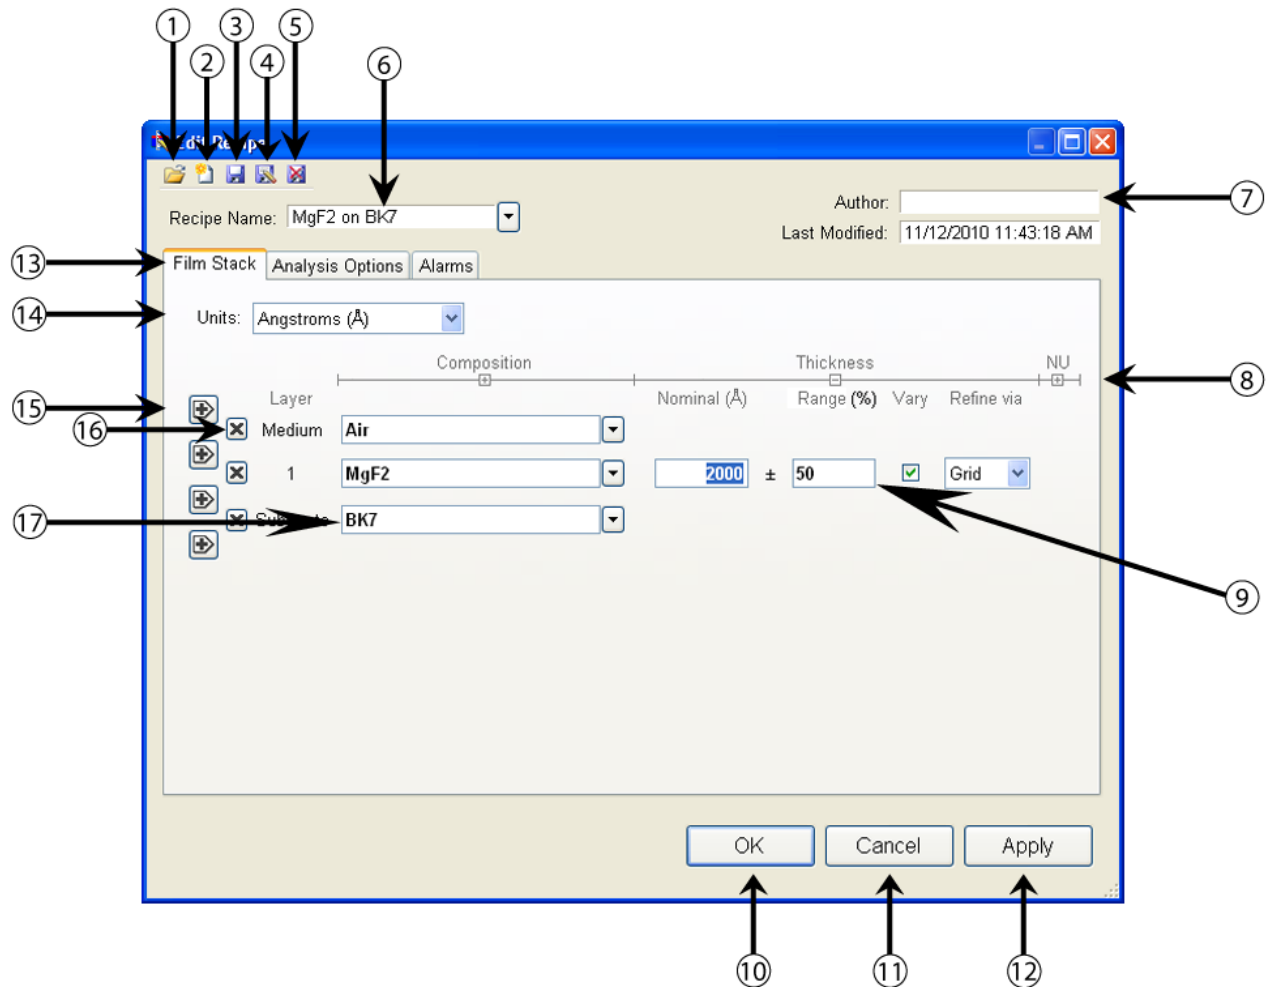 1 3 5
2 4 6
Edit Recipe
Author:
7
Recipe Name: MgF2 on BK7
Last Modified: 11/12/2010 11:43:18 AM
13 Film Stack Analysis Options Alarms
14 Units: Angstroms (Å)
Composition Thickness NU
8
Layer Nominal (Å) Range (%) Vary Refine via
15
16 Medium Air
1 MgF2 2000 ± 50 Grid
17 Substrate BK7
9
OK Cancel Apply
10 11 12